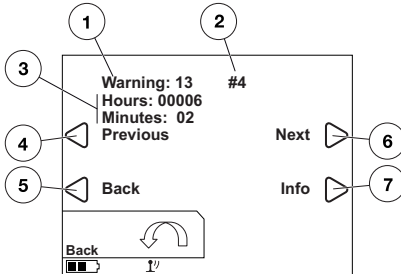 1
2
3
Warning: 13 #4
Hours: 00006
Minutes: 02
4
Previous
Next
6
5
Back
Info
7
Back